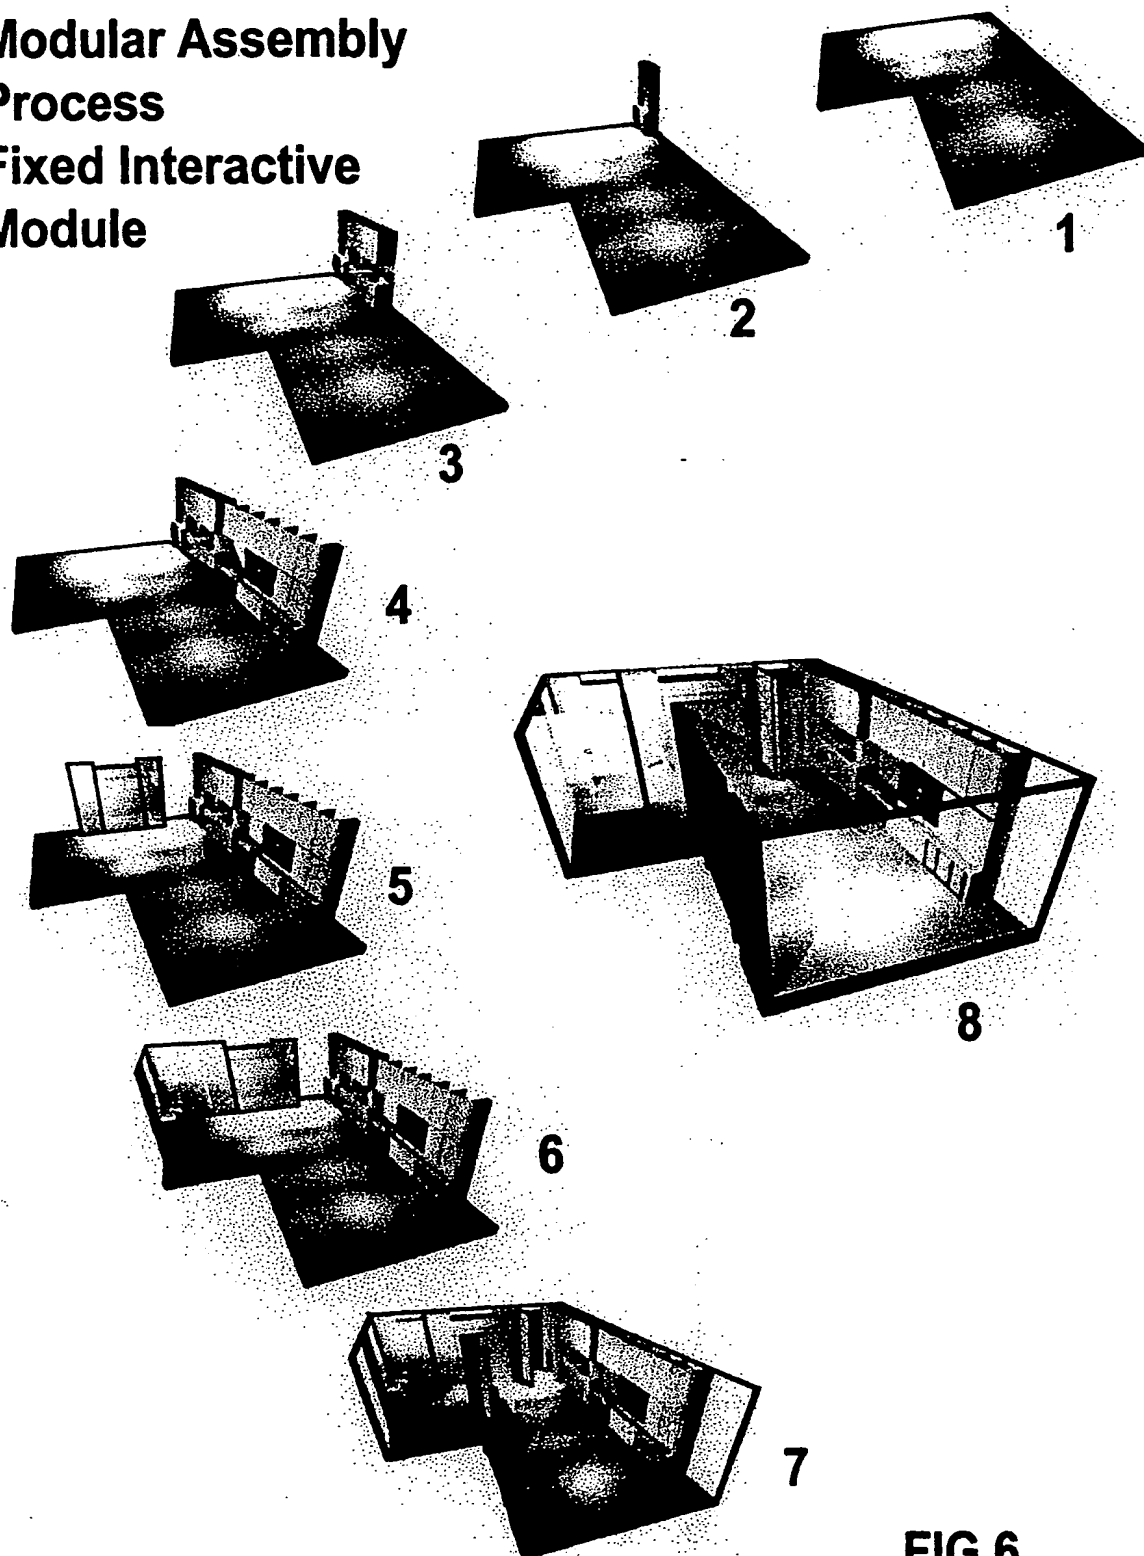 Modular Assembly
Process
Fixed Interactive
Module
1
2
3
4
5
6
8
7
FIG 6